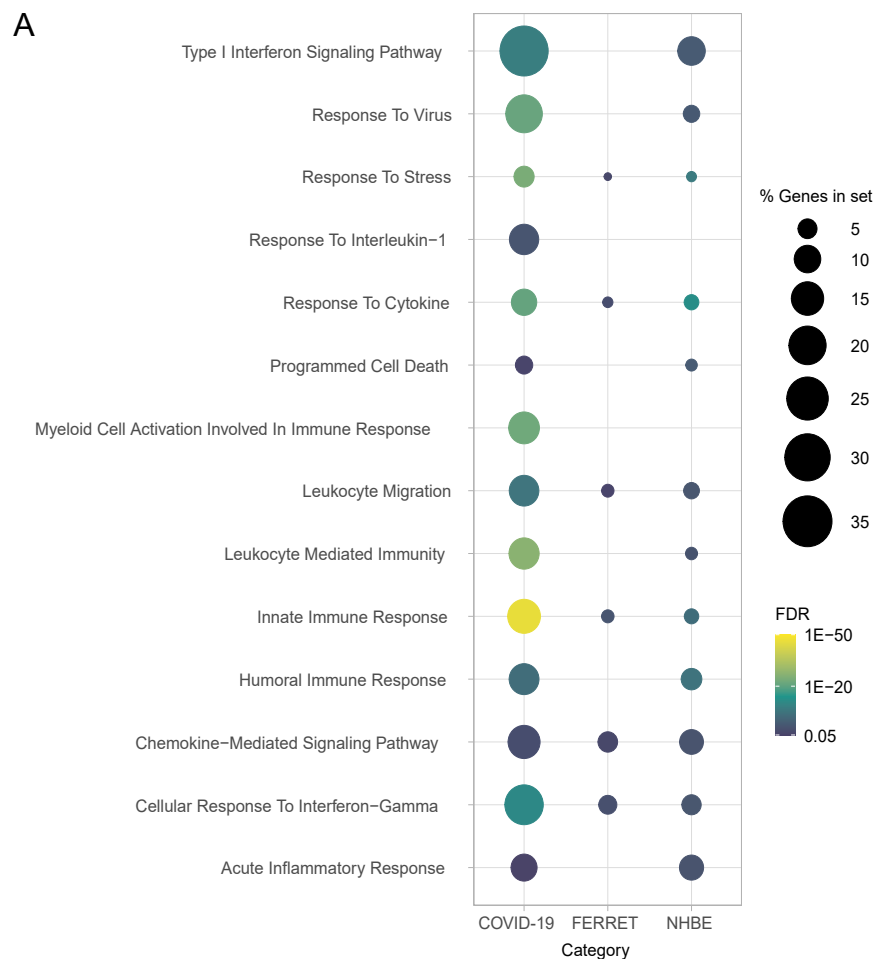 A
Type I Interferon Signaling Pathway
Response To Virus
Response To Stress
Response To Interleukin−1
Response To Cytokine
Programmed Cell Death
Myeloid Cell Activation Involved In Immune Response
Leukocyte Migration
Leukocyte Mediated Immunity
Innate Immune Response
Humoral Immune Response
Chemokine−Mediated Signaling Pathway
Cellular Response To Interferon−Gamma
Acute Inflammatory Response
COVID-19 FERRET NHBE
Category
% Genes in set
5
10
15
20
25
30
35
FDR
1E−50
1E−20
0.05